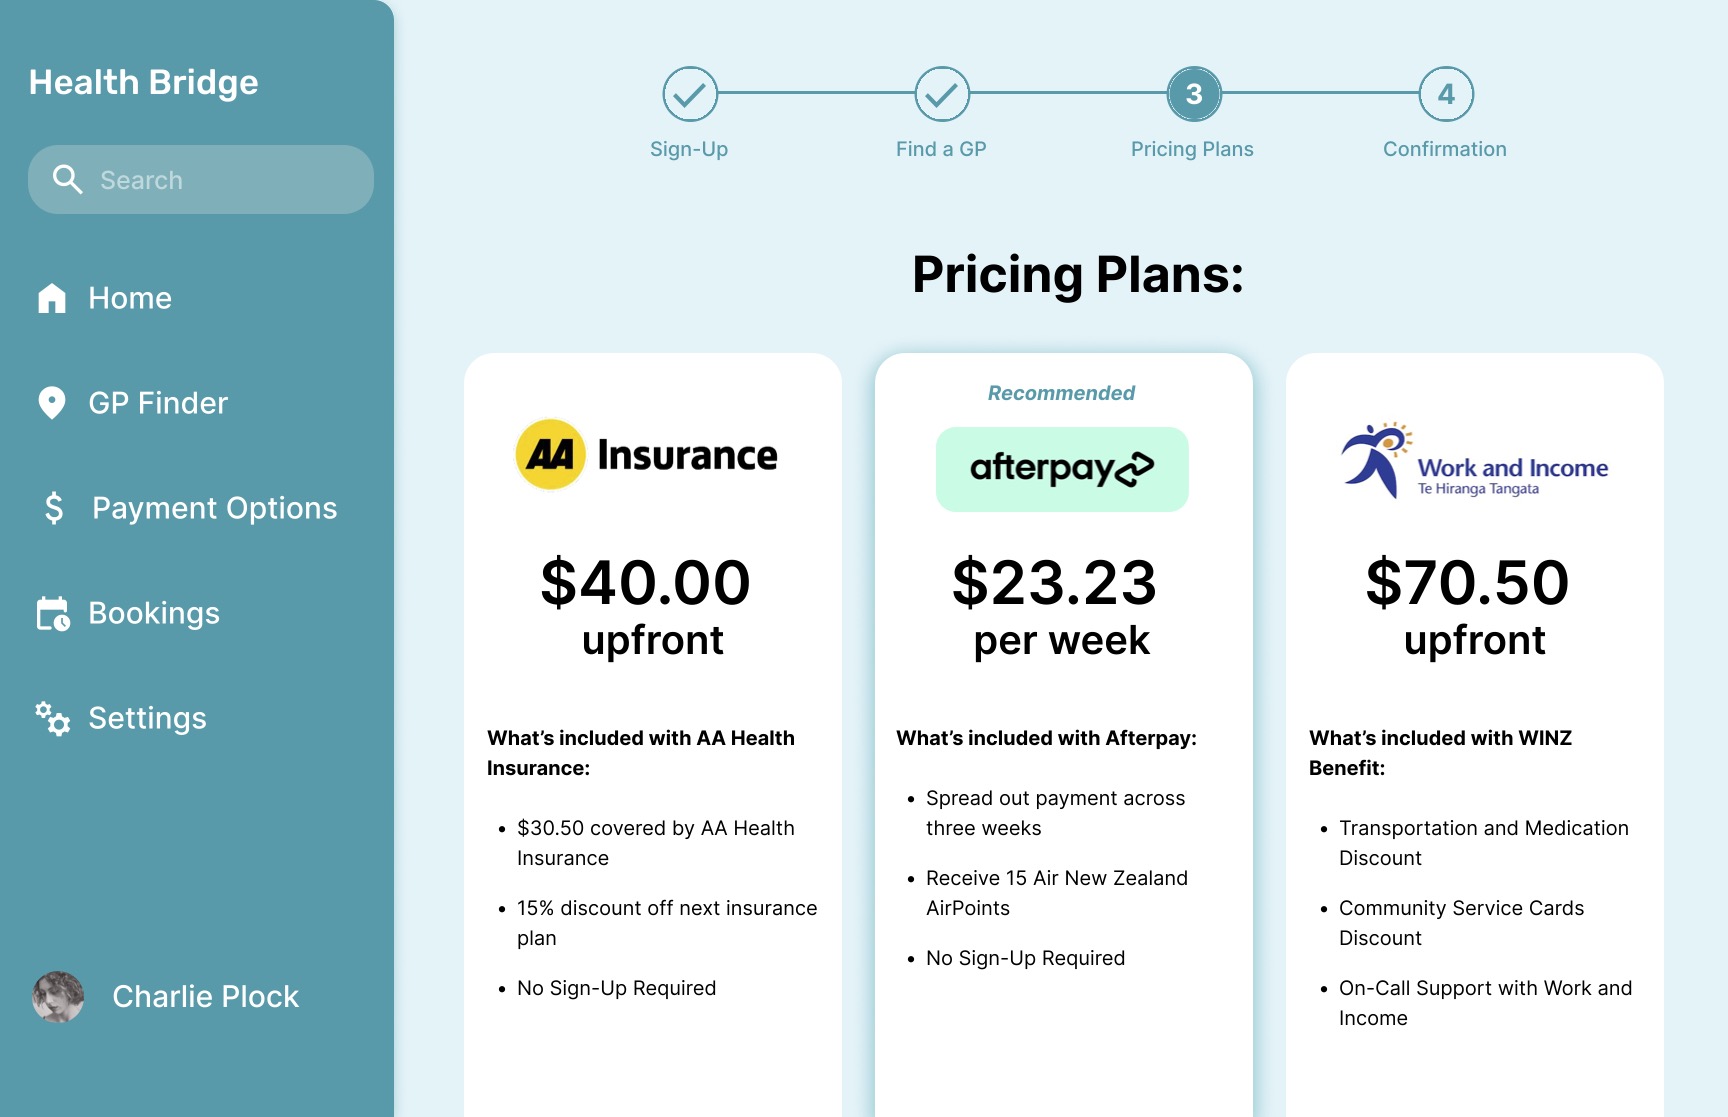 Health Bridge
Search
Home
GP Finder
$ Payment Options
Bookings
Settings
Charlie Plock
3
4
Sign-Up
Find a GP
Pricing Plans
Confirmation
Pricing Plans:
AA Insurance
$40.00
upfront
What's included with AA Health
Insurance:
• $30.50 covered by AA Health
Insurance
• 15% discount off next insurance
plan
• No Sign-Up Required
Recommended
afterpay
$23.23
per week
What's included with Afterpay:
• Spread out payment across
three weeks
• Receive 15 Air New Zealand
AirPoints
• No Sign-Up Required
Work and Income
Te Hiranga Tangata
$70.50
upfront
What's included with WINZ
Benefit:
• Transportation and Medication
Discount
• Community Service Cards
Discount
• On-Call Support with Work and
Income